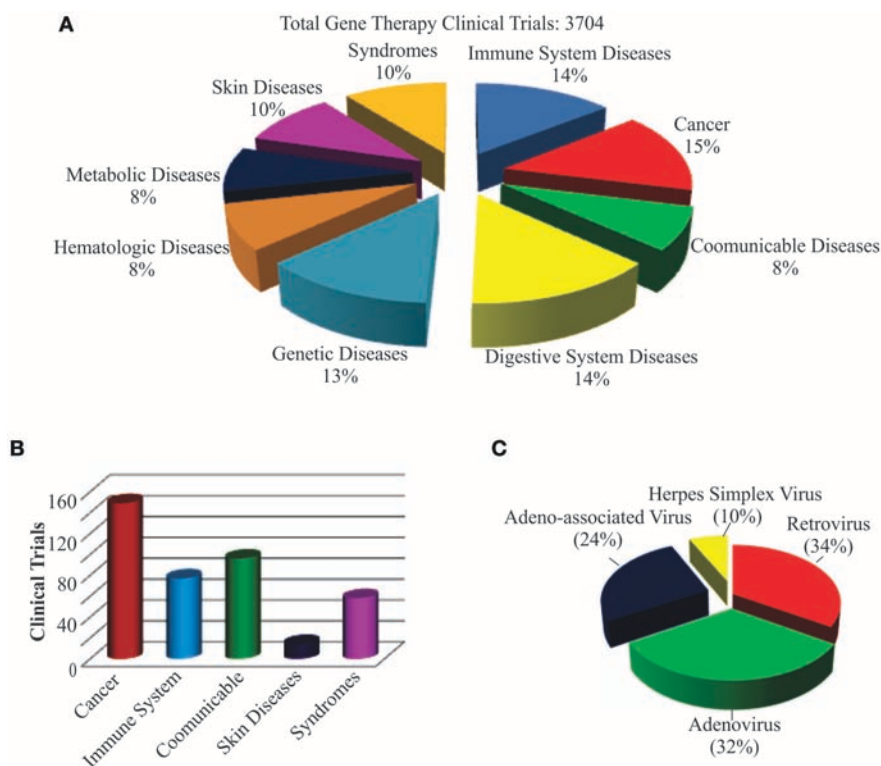 A
Total Gene Therapy Clinical Trials: 3704
Syndromes
10%
Immune System Diseases
14%
Skin Diseases
10%
Cancer
15%
Metabolic Diseases
8%
Hematologic Diseases
8%
Coomunicable Diseases
8%
Genetic Diseases
13%
Digestive System Diseases
14%
B
Clinical Trials
160
120
80
40
0
Cancer
Immune System
Coomunicable
Skin Diseases
Syndromes
C
Herpes Simplex Virus
(10%)
Adeno-associated Virus
(24%)
Retrovirus
(34%)
Adenovirus
(32%)